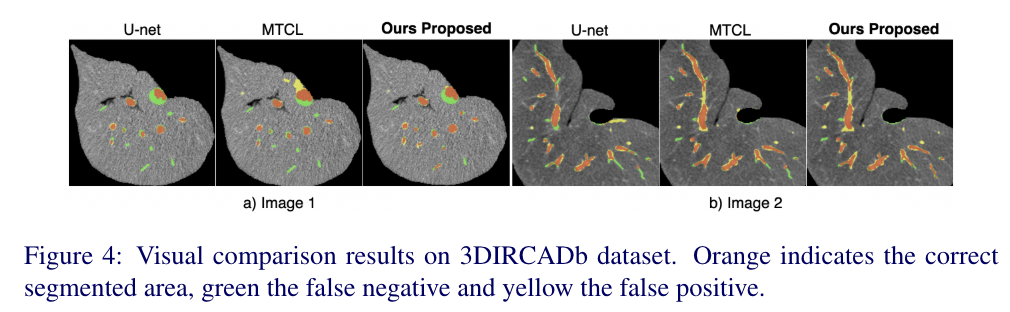 U-net MTCL Ours Proposed U-net MTCL Ours Proposed
a) Image 1 b) Image 2
Figure 4: Visual comparison results on 3DIRCADb dataset. Orange indicates the correct
segmented area, green the false negative and yellow the false positive.